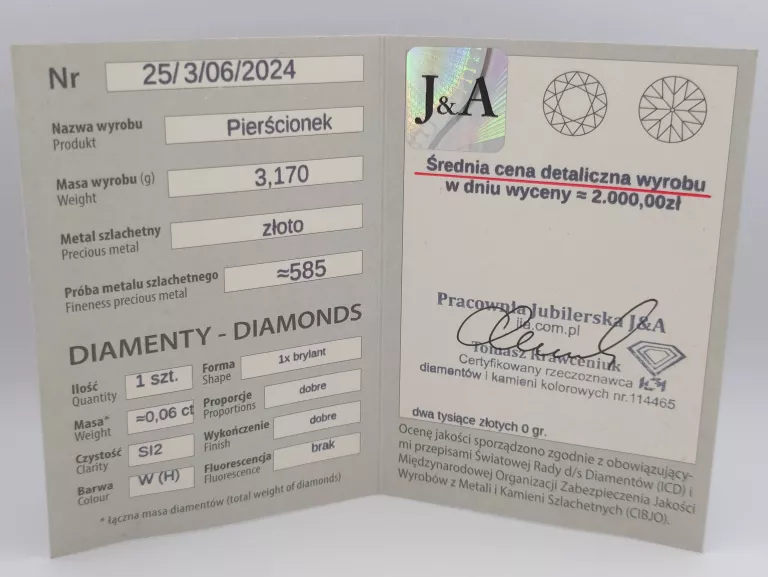 Nr 25/3/06/2024
Nazwa wyrobu Pierścionek
Produkt
Masa wyrobu (g) 3,170
Weight
Metal szlachetny złoto
Precious metal
Próba metalu szlachetnego ≈585
Fineness precious metal
DIAMENTY - DIAMONDS
Ilość 1 szt.
Quantity
Masa* ≈0,06 ct
Weight
Czystość SI2
Clarity
Barwa W (H)
Colour
Forma 1x brylant
Shape
Proporcje dobre
Proportions
Wykończenie dobre
Finish
Fluorescencja brak
Fluorescence
* łączna masa diamentów (total weight of diamonds)
J&A
Średnia cena detaliczna wyrobu
w dniu wyceny ≈ 2.000,00zł
Pracownia Jubilerska J&A
Tomasz Krawceniuk
Certyfikowany rzeczoznawca
diamentów i kamieni kolorowych nr.114465
dwa tysiące złotych 0 gr.
Ocenę jakości sporządzono zgodnie z obowiązujący-
mi przepisami Światowej Rady d/s Diamentów (ICD) i
Międzynarodowej Organizacji Zabezpieczenia Jakości
Wyrobów z Metali i Kamieni Szlachetnych (CIBJO).